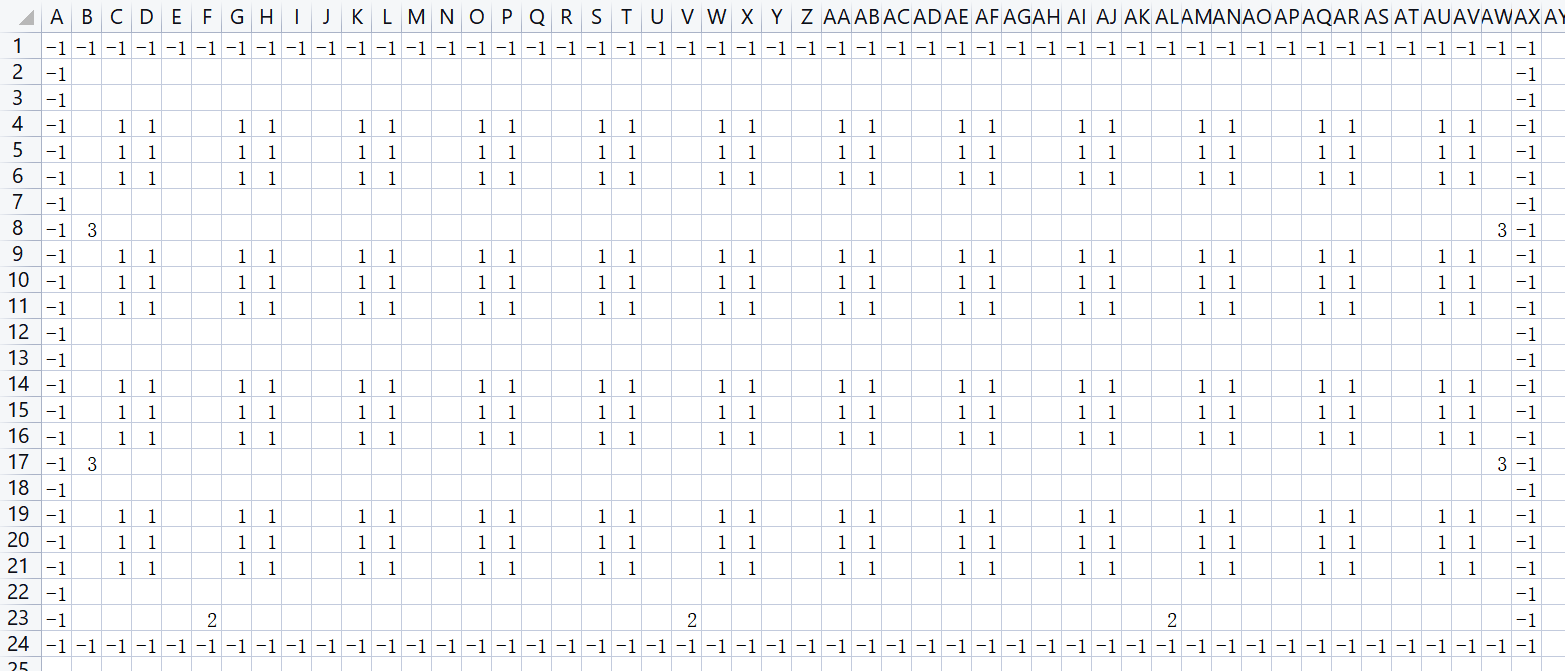 A B C D E F G H I J K L M N O P Q R S T U V W X Y Z AA AB AC AD AE AF AG AH AI AJ AK AL AM AN AO AP AQ AR AS AT AU AV AW AX AY
1 -1 -1 -1 -1 -1 -1 -1 -1 -1 -1 -1 -1 -1 -1 -1 -1 -1 -1 -1 -1 -1 -1 -1 -1 -1 -1 -1 -1 -1 -1 -1 -1 -1 -1 -1 -1 -1 -1 -1 -1 -1 -1 -1 -1 -1 -1 -1 -1 -1 -1
2 -1 -1
3 -1 -1
4 -1 1 1 1 1 1 1 1 1 1 1 1 1 1 1 1 1 1 1 1 1 1 1 1 1 -1
5 -1 1 1 1 1 1 1 1 1 1 1 1 1 1 1 1 1 1 1 1 1 1 1 1 1 -1
6 -1 1 1 1 1 1 1 1 1 1 1 1 1 1 1 1 1 1 1 1 1 1 1 1 1 -1
7 -1 -1
8 -1 3 3 -1
9 -1 1 1 1 1 1 1 1 1 1 1 1 1 1 1 1 1 1 1 1 1 1 1 1 1 -1
10 -1 1 1 1 1 1 1 1 1 1 1 1 1 1 1 1 1 1 1 1 1 1 1 1 1 -1
11 -1 1 1 1 1 1 1 1 1 1 1 1 1 1 1 1 1 1 1 1 1 1 1 1 1 -1
12 -1 -1
13 -1 -1
14 -1 1 1 1 1 1 1 1 1 1 1 1 1 1 1 1 1 1 1 1 1 1 1 1 1 -1
15 -1 1 1 1 1 1 1 1 1 1 1 1 1 1 1 1 1 1 1 1 1 1 1 1 1 -1
16 -1 1 1 1 1 1 1 1 1 1 1 1 1 1 1 1 1 1 1 1 1 1 1 1 1 -1
17 -1 3 3 -1
18 -1 -1
19 -1 1 1 1 1 1 1 1 1 1 1 1 1 1 1 1 1 1 1 1 1 1 1 1 1 -1
20 -1 1 1 1 1 1 1 1 1 1 1 1 1 1 1 1 1 1 1 1 1 1 1 1 1 -1
21 -1 1 1 1 1 1 1 1 1 1 1 1 1 1 1 1 1 1 1 1 1 1 1 1 1 -1
22 -1 -1
23 -1 2 2 2 -1
24 -1 -1 -1 -1 -1 -1 -1 -1 -1 -1 -1 -1 -1 -1 -1 -1 -1 -1 -1 -1 -1 -1 -1 -1 -1 -1 -1 -1 -1 -1 -1 -1 -1 -1 -1 -1 -1 -1 -1 -1 -1 -1 -1 -1 -1 -1 -1 -1 -1 -1
25